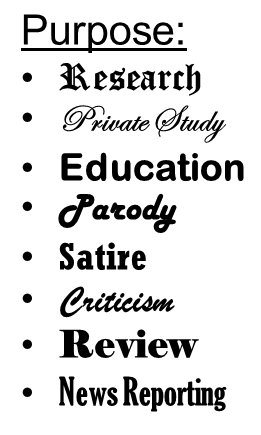 Purpose:
• Research
• Private Study
• Education
• Parody
• Satire
• Criticism
• Review
• News Reporting